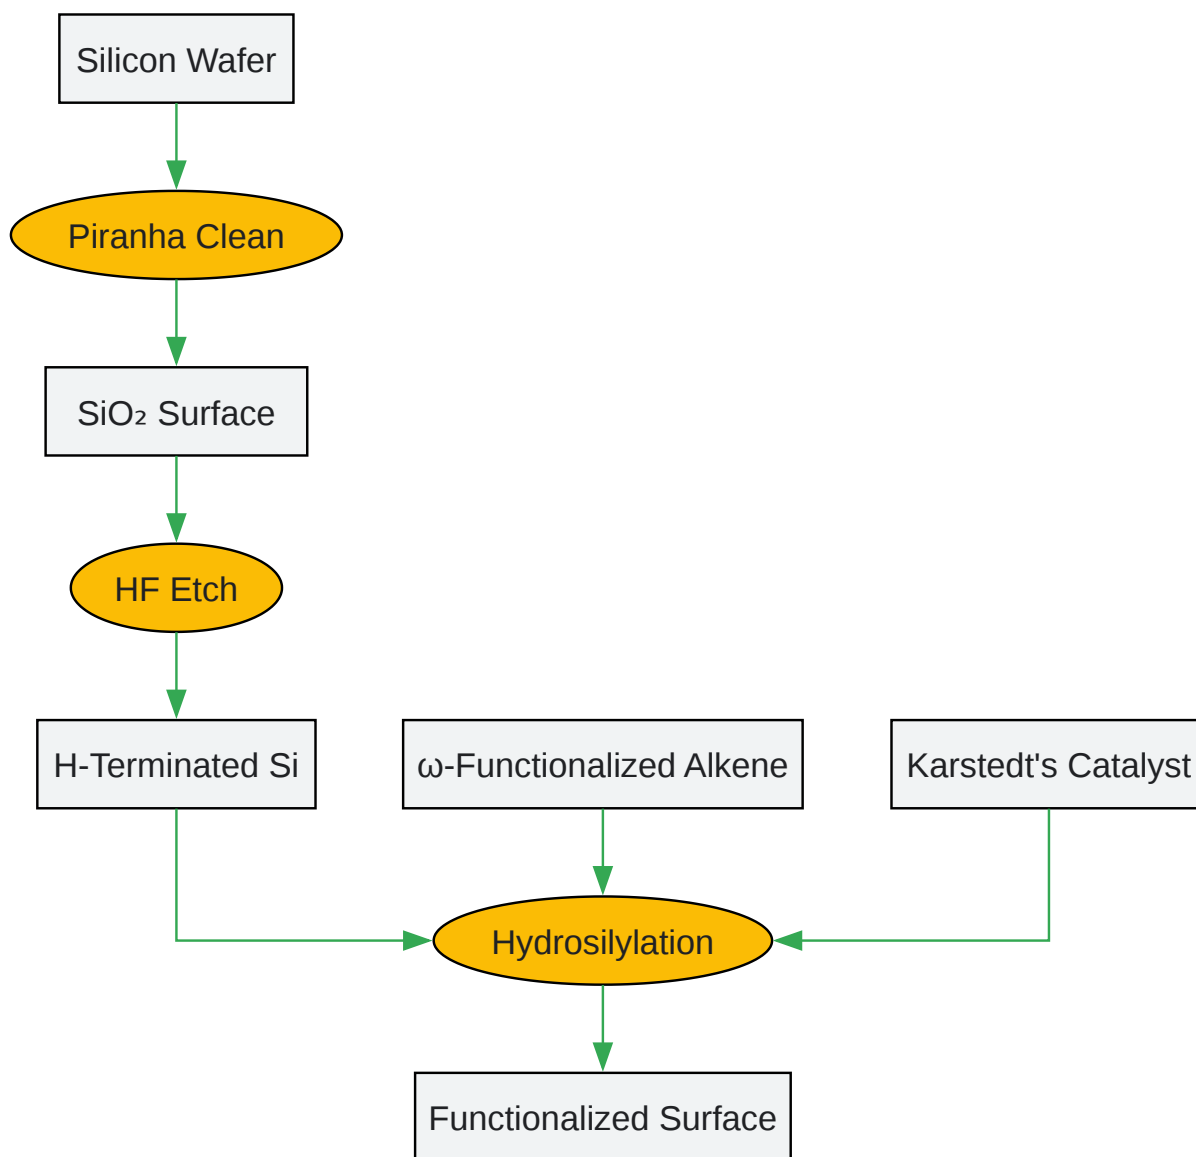 Silicon Wafer
Piranha Clean
SiO₂ Surface
HF Etch
H-Terminated Si
ω-Functionalized Alkene
Karstedt's Catalyst
Hydrosilylation
Functionalized Surface